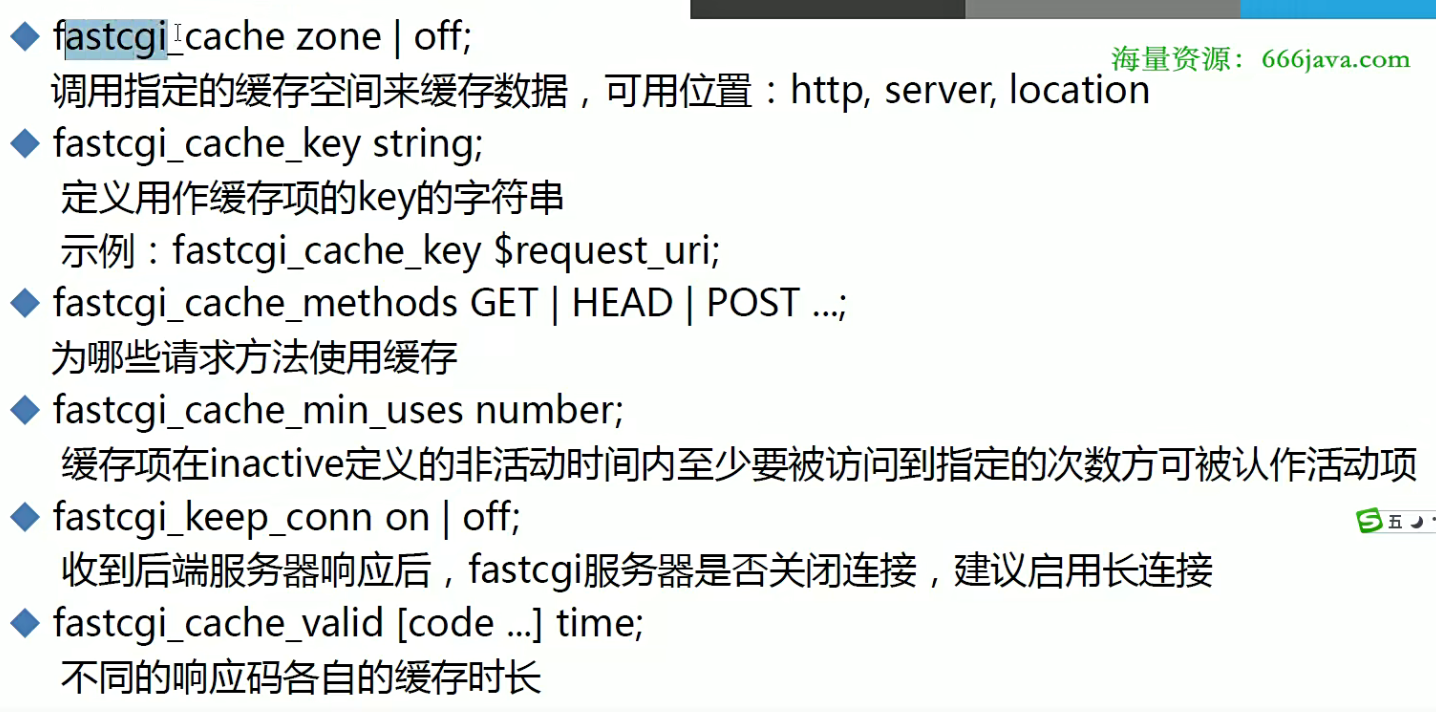 fastcgi_cache zone | off;
海量资源：666java.com
调用指定的缓存空间来缓存数据，可用位置：http, server, location
fastcgi_cache_key string;
定义用作缓存项的key的字符串
示例：fastcgi_cache_key $request_uri;
fastcgi_cache_methods GET | HEAD | POST ...;
为哪些请求方法使用缓存
fastcgi_cache_min_uses number;
缓存项在inactive定义的非活动时间内至少要被访问到指定的次数方可被认作活动项
fastcgi_keep_conn on | off;
五
收到后端服务器响应后，fastcgi服务器是否关闭连接，建议启用长连接
fastcgi_cache_valid [code ...] time;
不同的响应码各自的缓存时长